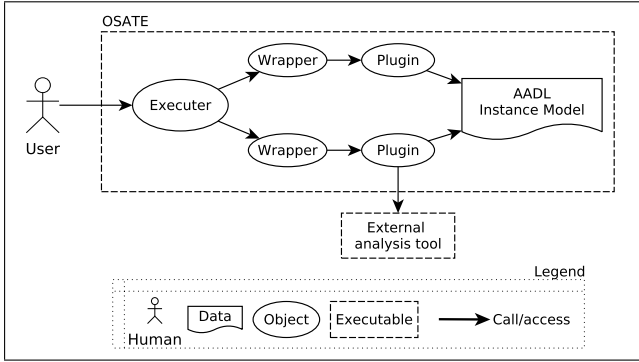 OSATE
Wrapper
Plugin
AADL
Instance Model
Executer
User
Wrapper
Plugin
External
analysis tool
Legend
Data
Object
Executable
Call/access
Human